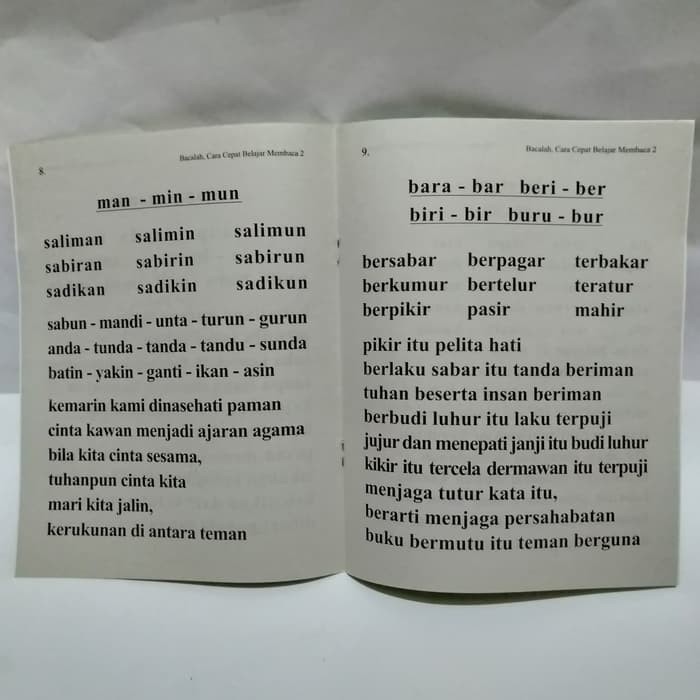 8.
Bacalah, Cara Cepat Belajar Membaca 2
man - min - mun
saliman salimin salimun
sabiran sabirin sabirun
sadikan sadikin sadikun
sabun - mandi - unta - turun - gurun
anda - tunda - tanda - tandu - sunda
batin - yakin - ganti - ikan - asin
kemarin kami dinasehati paman
cinta kawan menjadi ajaran agama
bila kita cinta sesama,
tuhanpun cinta kita
mari kita jalin,
kerukunan di antara teman
9.
Bacalah, Cara Cepat Belajar Membaca 2
bara - bar beri - ber
biri - bir buru - bur
bersabar berpagar terbakar
berkumur bertelur teratur
berpikir pasir mahir
pikir itu pelita hati
berlaku sabar itu tanda beriman
tuhan beserta insan beriman
berbudi luhur itu laku terpuji
jujur dan menepati janji itu budi luhur
kikir itu tercela dermawan itu terpuji
menjaga tutur kata itu,
berarti menjaga persahabatan
buku bermutu itu teman berguna